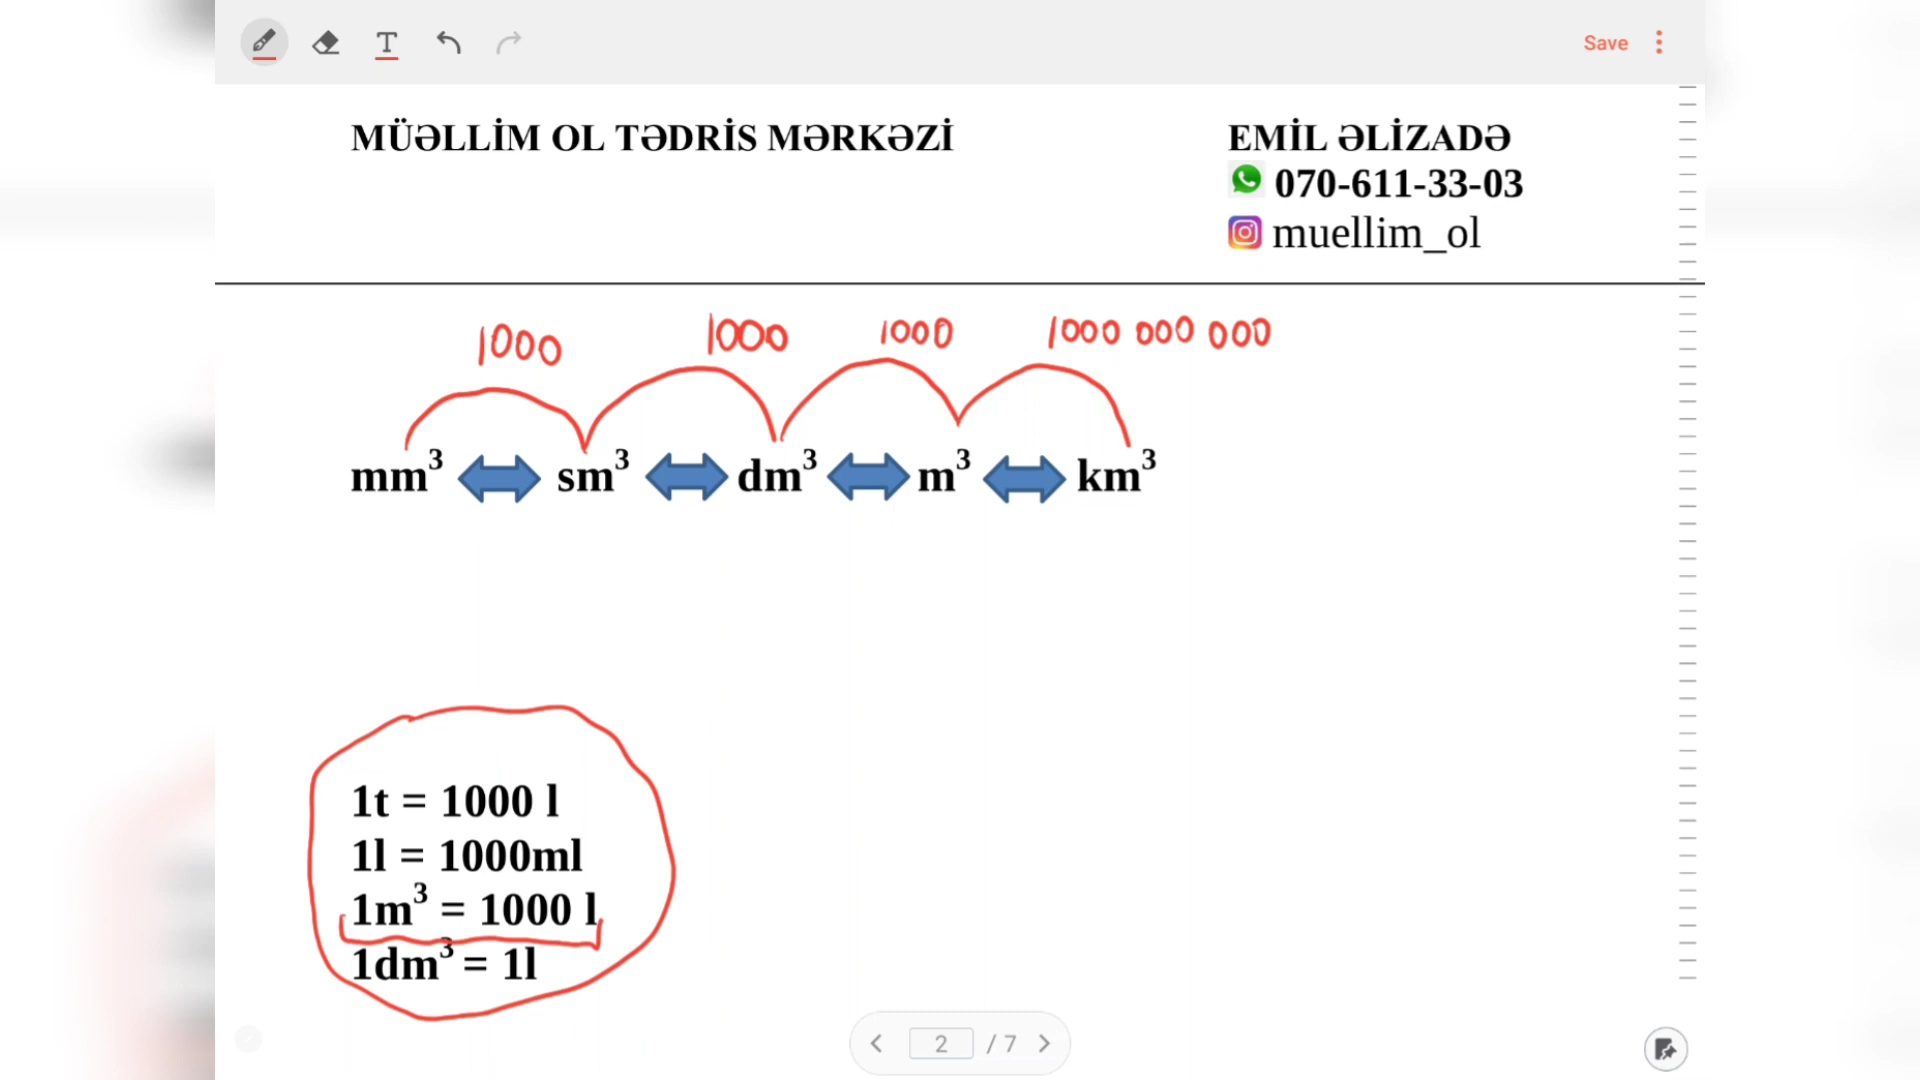 Save
MÜƏLLİM OL TƏDRİS MƏRKƏZİ
EMİL ƏLİZADƏ
070-611-33-03
muellim_ol
1000 1000 1000 1000 000 000
mm³ sm³ dm³ m³ km³
1t = 1000 l
1l = 1000ml
1m³ = 1000 l
1dm³ = 1l
2 / 7